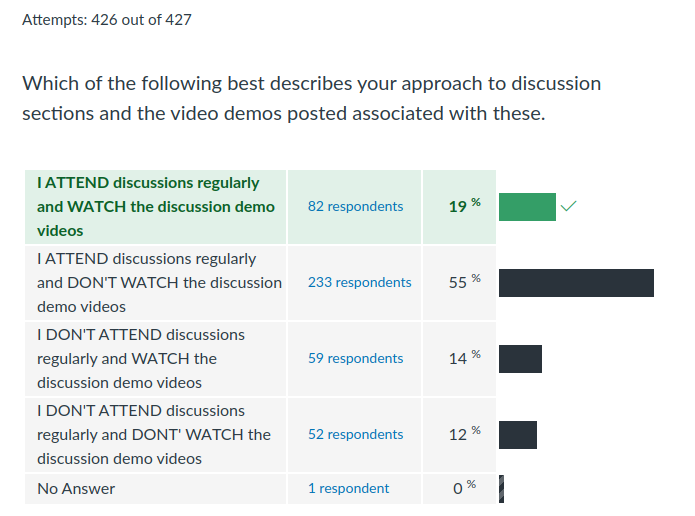 Attempts: 426 out of 427
Which of the following best describes your approach to discussion
sections and the video demos posted associated with these.
I ATTEND discussions regularly
and WATCH the discussion demo
videos
82 respondents
19 %
I ATTEND discussions regularly
and DON'T WATCH the discussion
demo videos
233 respondents
55 %
I DON'T ATTEND discussions
regularly and WATCH the
discussion demo videos
59 respondents
14 %
I DON'T ATTEND discussions
regularly and DONT' WATCH the
discussion demo videos
52 respondents
12 %
No Answer
1 respondent
0 %